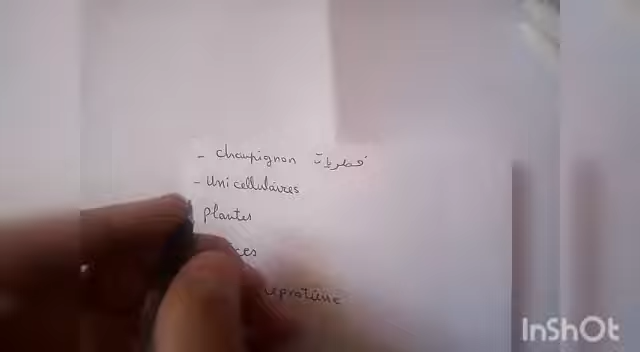 - champignon فطريات
- Unicellulaires
plantes
InShOt